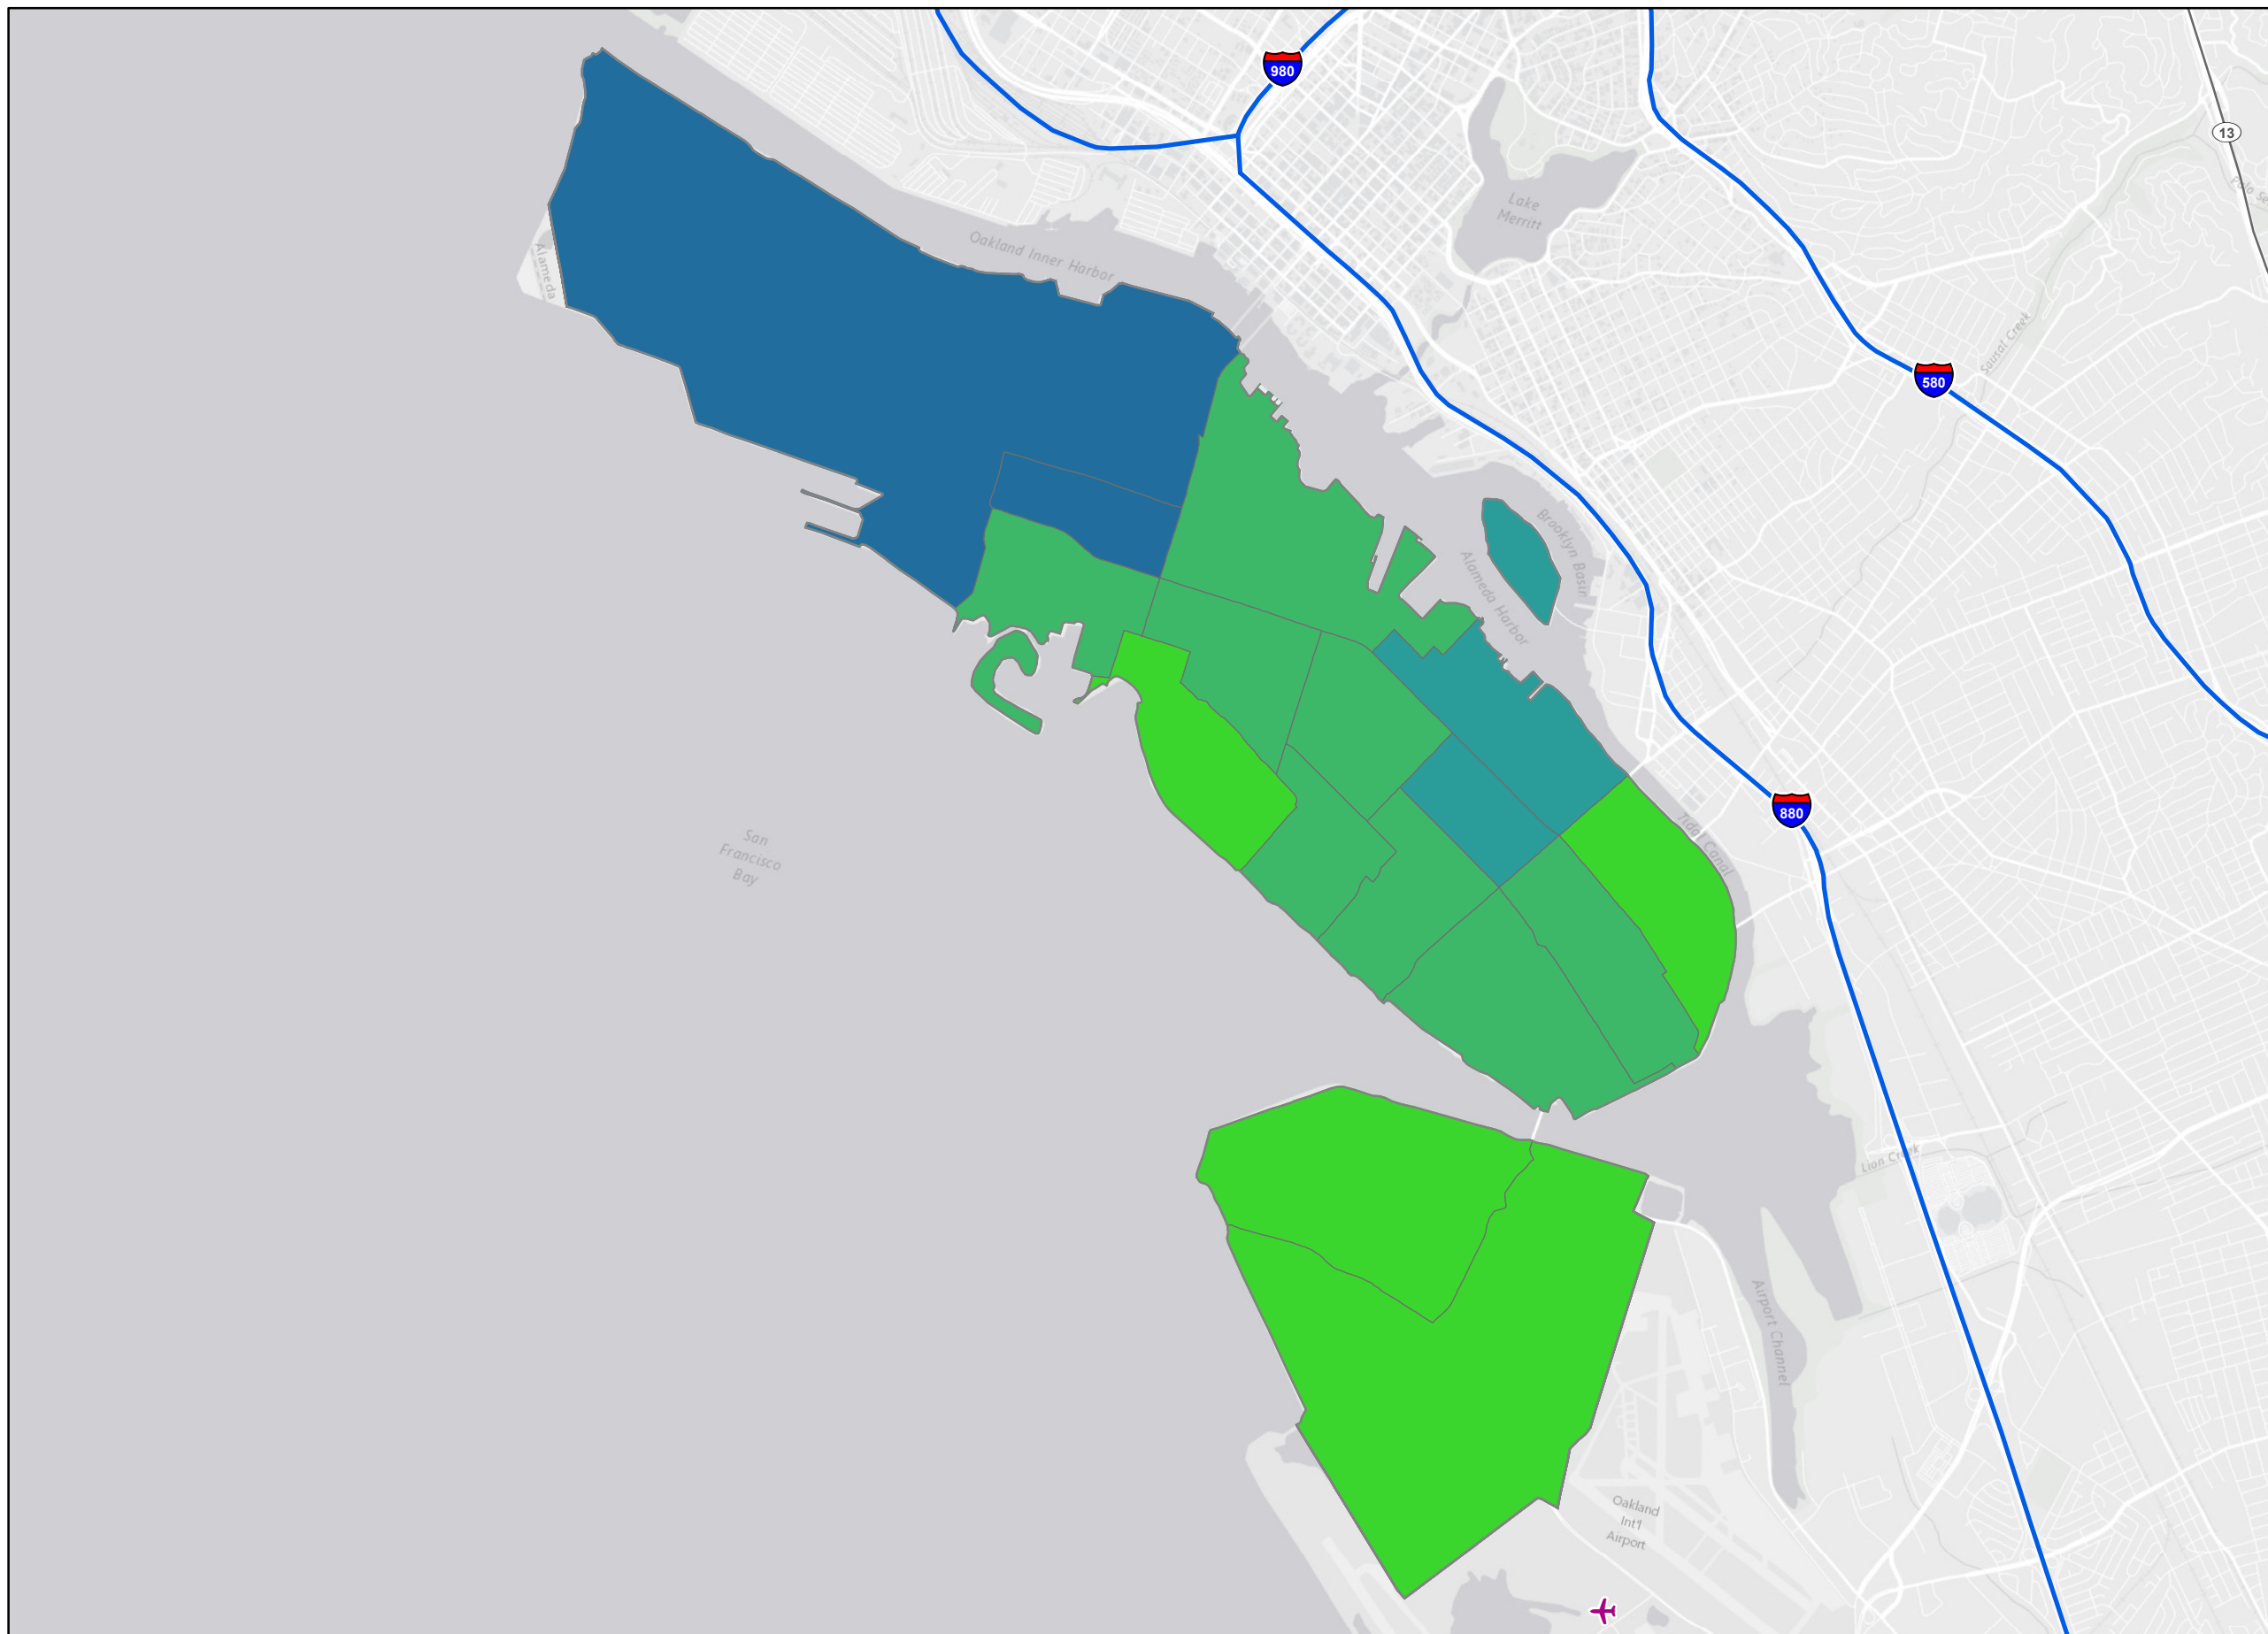 980
13
Lake
Merritt
Oakland Inner Harbor
Alameda
Sausal Creek
580
Brooklyn Basin
Alameda Harbor
San
Francisco
Bay
880
Tidal Canal
Lion Creek
Airport Channel
Oakland
Int'l
Airport